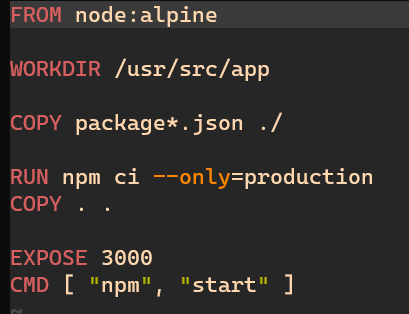 FROM node:alpine
WORKDIR /usr/src/app
COPY package*.json ./
RUN npm ci --only=production
COPY . .
EXPOSE 3000
CMD [ "npm", "start" ]
~